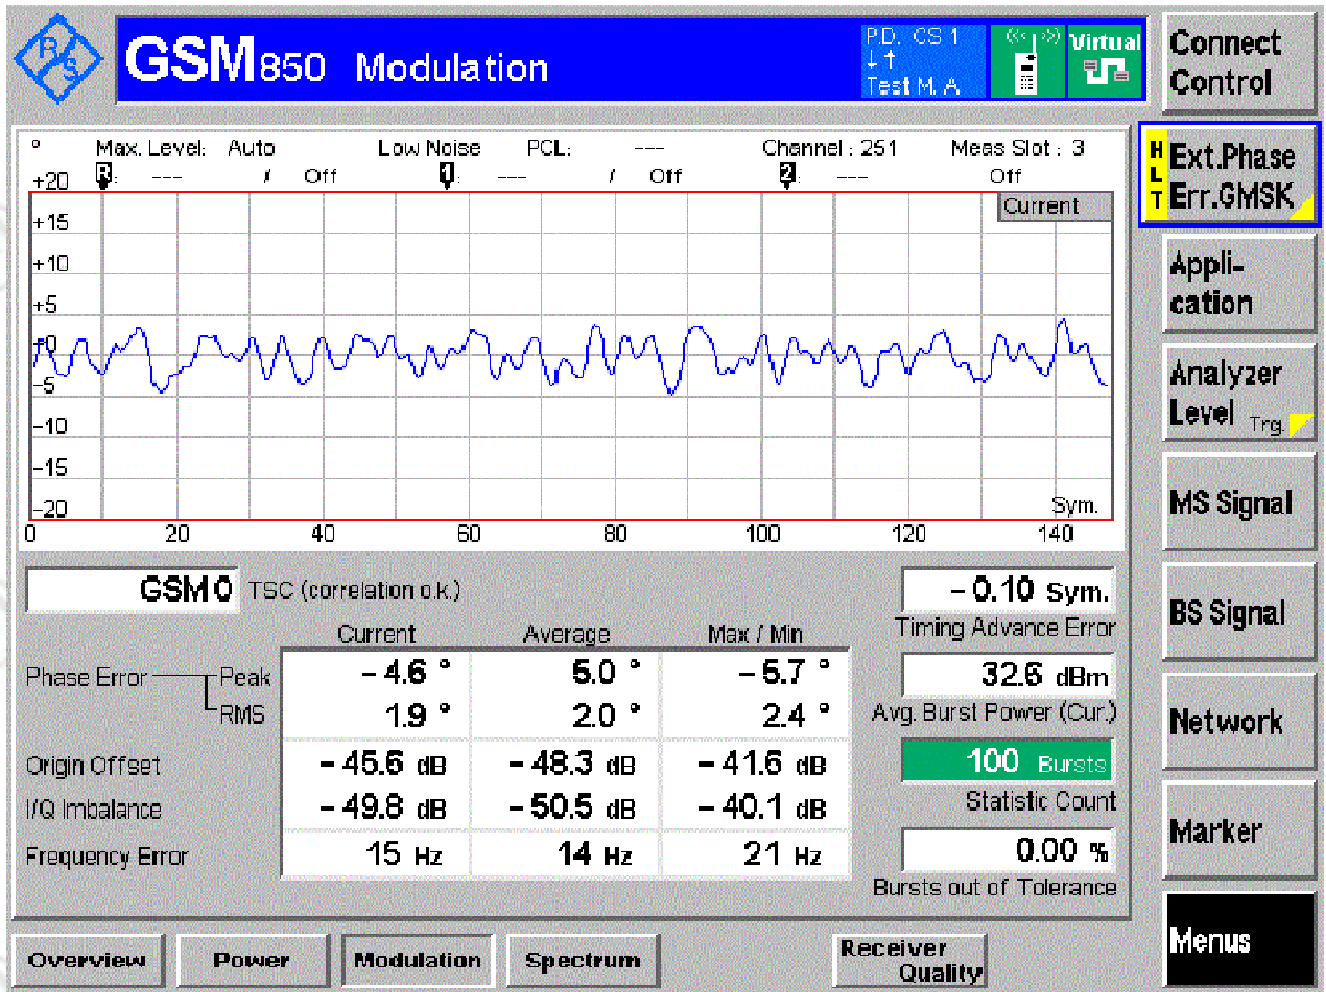 R
S
GSM850 Modulation
P.D. CS 1
Test M. A.
Virtual
Connect
Control
° Max. Level: Auto Low Noise PCL: --- Channel : 251 Meas Slot : 3
R: --- / Off 1: --- / Off 2: --- Off
Current
+20
+15
+10
+5
+0
-5
-10
-15
-20
Sym.
0 20 40 60 80 100 120 140
HLT
Ext.Phase
Err.GMSK
Appli-
cation
Analyzer
Level Trg.
MS Signal
BS Signal
Network
Marker
Menus
GSM 0 TSC (correlation o.k.)
– 0.10 Sym.
Timing Advance Error
Current Average Max / Min
Phase Error Peak – 4.6 ° 5.0 ° – 5.7 °
RMS 1.9 ° 2.0 ° 2.4 °
Origin Offset – 45.6 dB – 48.3 dB – 41.6 dB
I/Q Imbalance – 49.8 dB – 50.5 dB – 40.1 dB
Frequency Error 15 Hz 14 Hz 21 Hz
32.6 dBm
Avg. Burst Power (Cur.)
100 Bursts
Statistic Count
0.00 %
Bursts out of Tolerance
Overview Power Modulation Spectrum
Receiver
Quality